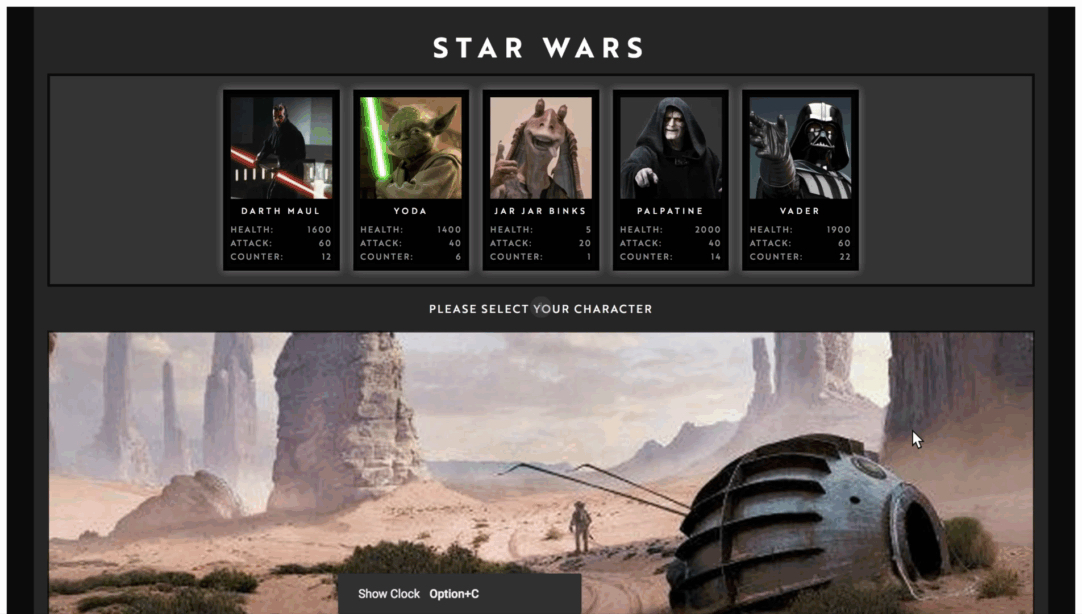 STAR WARS
DARTH MAUL
HEALTH: 1600
ATTACK: 60
COUNTER: 12
YODA
HEALTH: 1400
ATTACK: 40
COUNTER: 6
JAR JAR BINKS
HEALTH: 5
ATTACK: 20
COUNTER: 1
PALPATINE
HEALTH: 2000
ATTACK: 40
COUNTER: 14
VADER
HEALTH: 1900
ATTACK: 60
COUNTER: 22
PLEASE SELECT YOUR CHARACTER
Show Clock Option+C